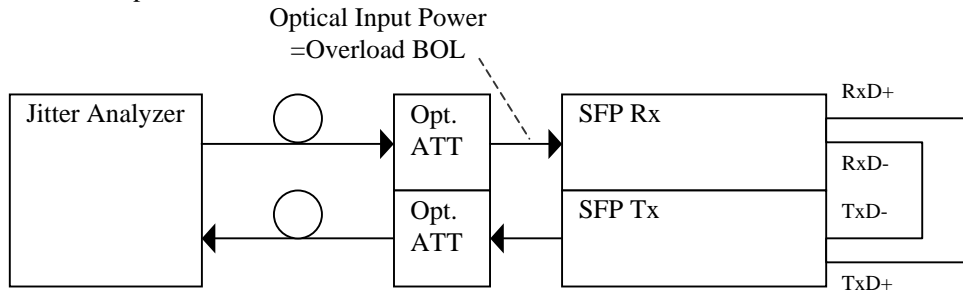 Optical Input Power
=Overload BOL
Jitter Analyzer
Opt.
ATT
SFP Rx
RxD+
RxD-
Opt.
ATT
SFP Tx
TxD-
TxD+